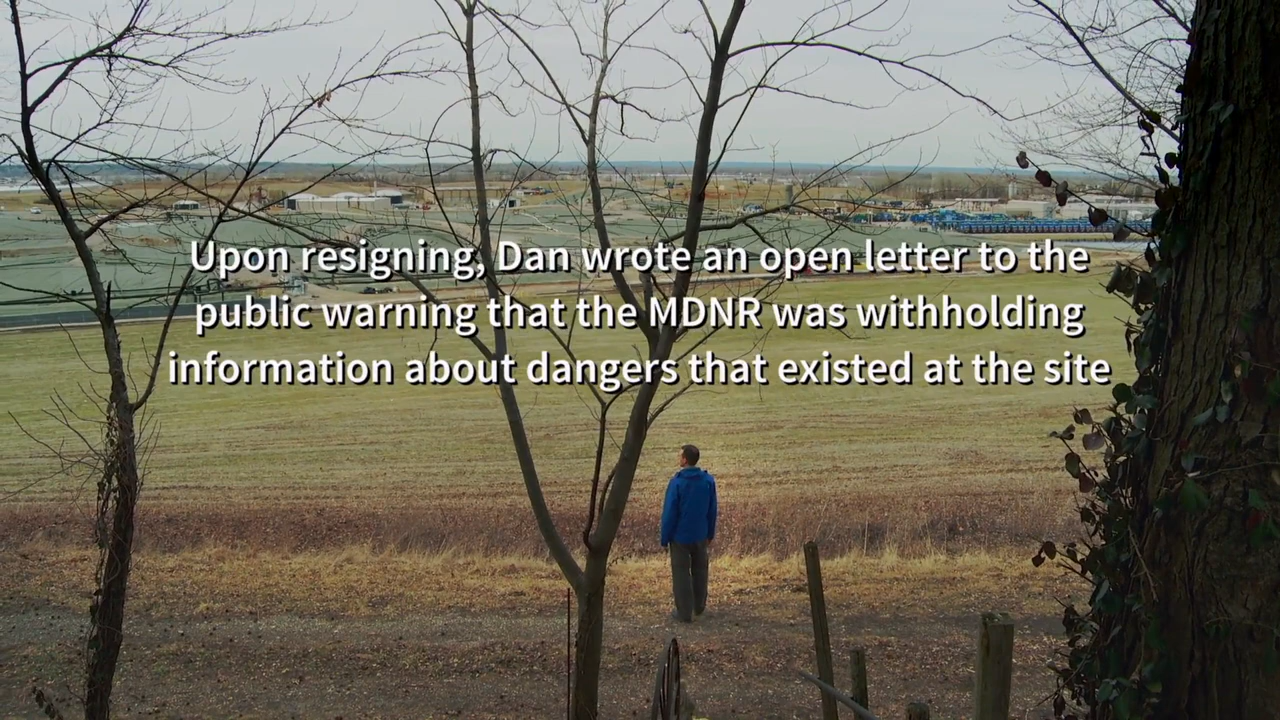 Upon resigning, Dan wrote an open letter to the
public warning that the MDNR was withholding
information about dangers that existed at the site